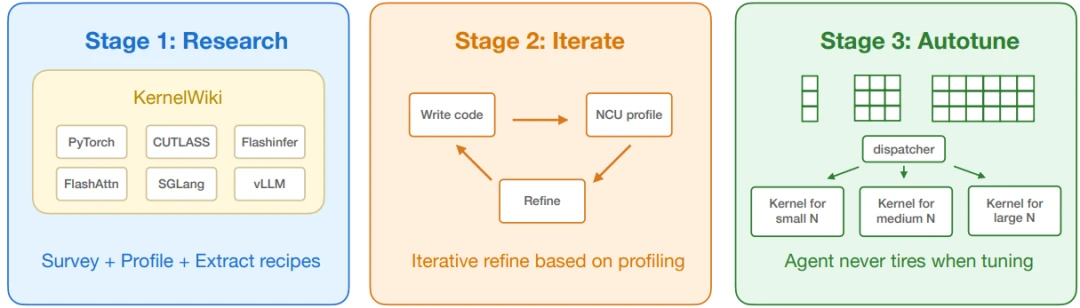 Stage 1: Research
KernelWiki
PyTorch
CUTLASS
Flashinfer
FlashAttn
SGLang
vLLM
Survey + Profile + Extract recipes
Stage 2: Iterate
Write code
NCU profile
Refine
Iterative refine based on profiling
Stage 3: Autotune
dispatcher
Kernel for
small N
Kernel for
medium N
Kernel for
large N
Agent never tires when tuning